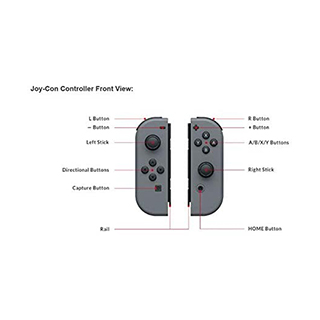 Joy-Con Controller Front View:
L Button
R Button
− Button
+ Button
Left Stick
A/B/X/Y Buttons
Directional Buttons
Right Stick
Capture Button
Rail
HOME Button